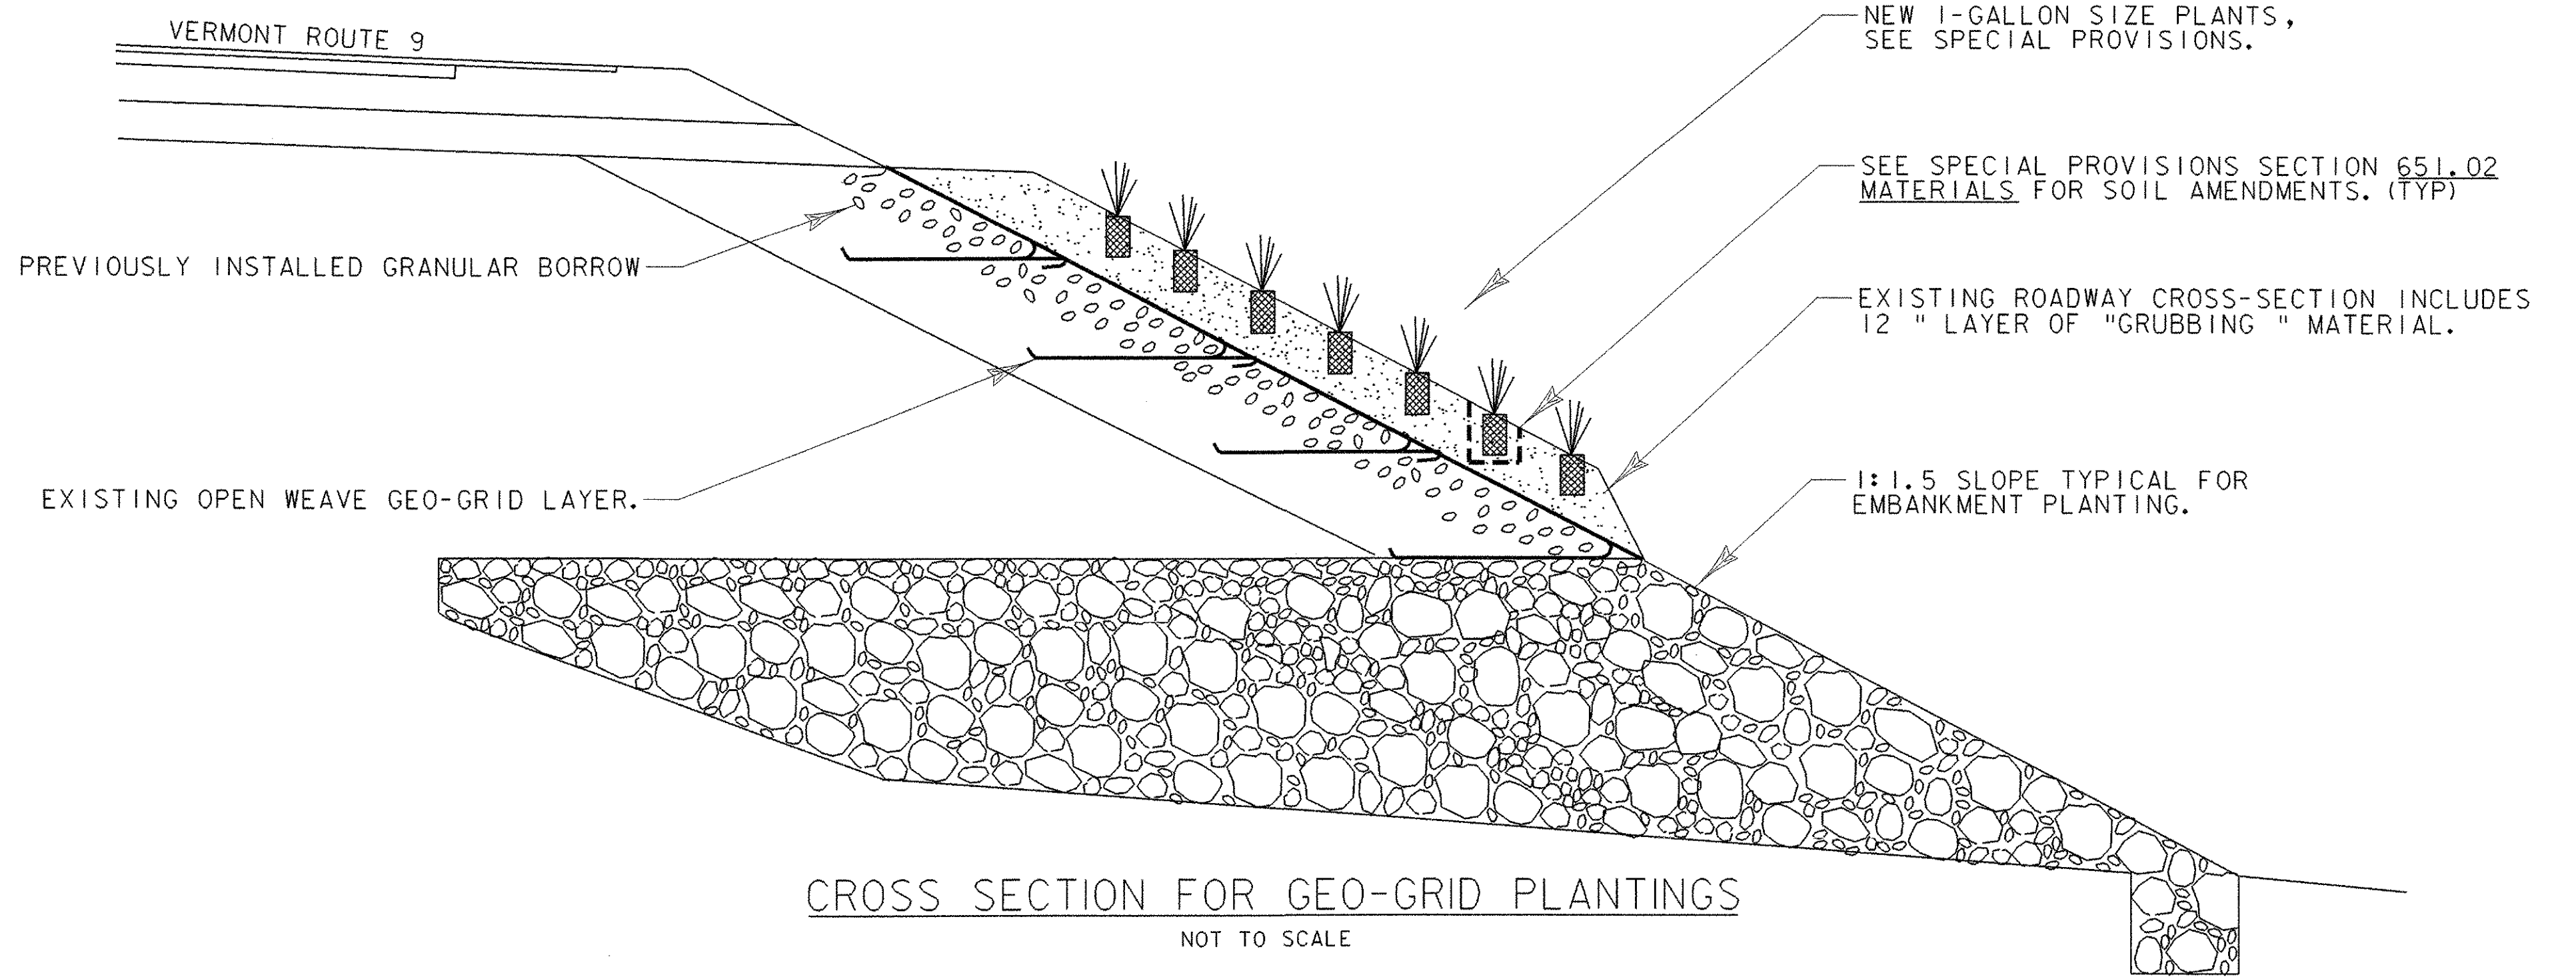 VERMONT ROUTE 9
NEW 1-GALLON SIZE PLANTS,
SEE SPECIAL PROVISIONS.
SEE SPECIAL PROVISIONS SECTION 651.02
MATERIALS FOR SOIL AMENDMENTS. (TYP)
PREVIOUSLY INSTALLED GRANULAR BORROW
EXISTING ROADWAY CROSS-SECTION INCLUDES
12 " LAYER OF "GRUBBING " MATERIAL.
EXISTING OPEN WEAVE GEO-GRID LAYER.
1:1.5 SLOPE TYPICAL FOR
EMBANKMENT PLANTING.
CROSS SECTION FOR GEO-GRID PLANTINGS
NOT TO SCALE